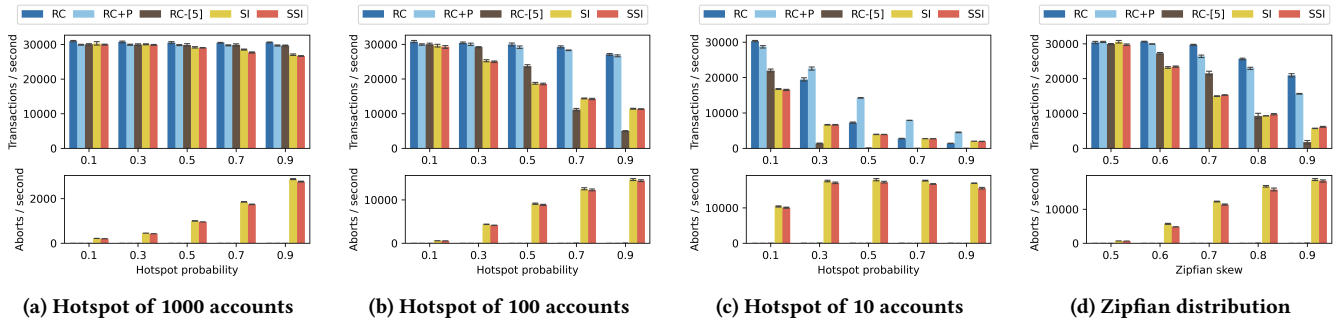 RC RC+P RC-[5] SI SSI
Transactions / second
30000
20000
10000
0
0.1 0.3 0.5 0.7 0.9
Aborts / second
2000
0
0.1 0.3 0.5 0.7 0.9
Hotspot probability
(a) Hotspot of 1000 accounts
RC RC+P RC-[5] SI SSI
Transactions / second
30000
20000
10000
0
0.1 0.3 0.5 0.7 0.9
Aborts / second
10000
0
0.1 0.3 0.5 0.7 0.9
Hotspot probability
(b) Hotspot of 100 accounts
RC RC+P RC-[5] SI SSI
Transactions / second
30000
20000
10000
0
0.1 0.3 0.5 0.7 0.9
Aborts / second
10000
0
0.1 0.3 0.5 0.7 0.9
Hotspot probability
(c) Hotspot of 10 accounts
RC RC+P RC-[5] SI SSI
Transactions / second
30000
20000
10000
0
0.5 0.6 0.7 0.8 0.9
Aborts / second
10000
0
0.5 0.6 0.7 0.8 0.9
Zipfian skew
(d) Zipfian distribution